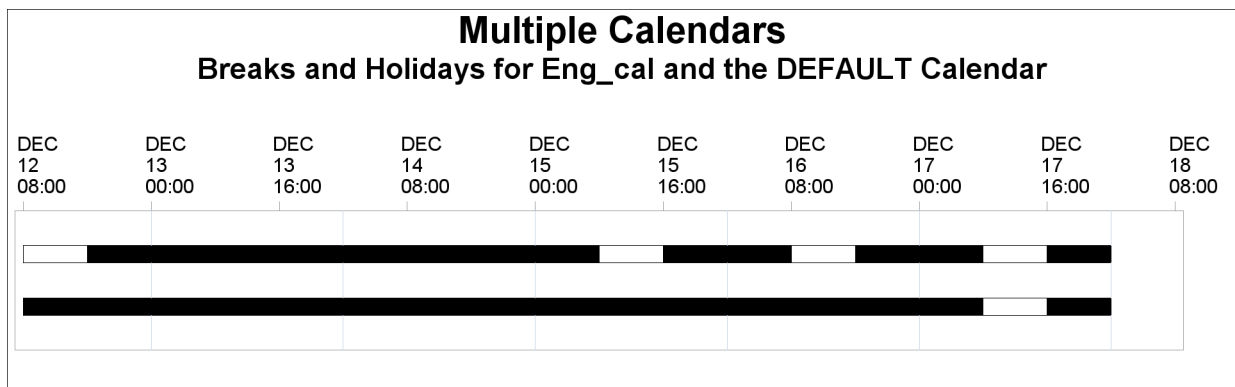 Multiple Calendars
Breaks and Holidays for Eng_cal and the DEFAULT Calendar
DEC DEC DEC DEC DEC DEC DEC DEC DEC DEC
12 13 13 14 15 15 16 17 17 18
08:00 00:00 16:00 08:00 00:00 16:00 08:00 00:00 16:00 08:00